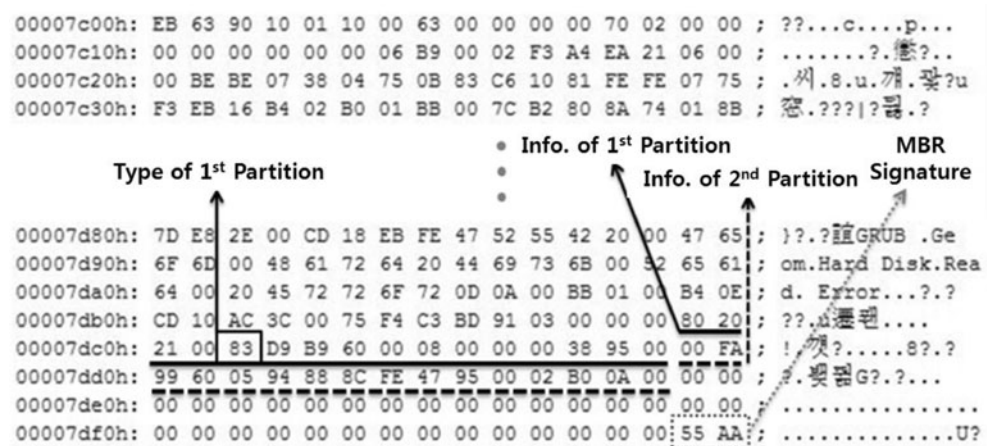 00007c00h: EB 63 90 10 01 10 00 63 00 00 00 00 70 02 00 00 ; ??...c....p...
00007c10h: 00 00 00 00 00 00 06 B9 00 02 F3 A4 EA 21 06 00 ; .......?.憊?..
00007c20h: 00 BE BE 07 38 04 75 0B 83 C6 10 81 FE FE 07 75 ; .씨.8.u.깨.곷?u
00007c30h: F3 EB 16 B4 02 B0 01 BB 00 7C B2 80 8A 74 01 8B ; .???|?.?
Info. of 1st Partition
MBR Signature
Type of 1st Partition
Info. of 2nd Partition
00007d80h: 7D E8 2E 00 CD 18 EB FE 47 52 55 42 20 00 47 65 ; }?.?GRUB .Ge
00007d90h: 6F 6D 00 48 61 72 64 20 44 69 73 6B 00 52 65 61 ; om.Hard Disk.Rea
00007da0h: 64 00 20 45 72 72 6F 72 0D 0A 00 BB 01 00 B4 0E ; d. Error...?.?
00007db0h: CD 10 AC 3C 00 75 F4 C3 BD 91 03 00 00 00 80 20 ; ??.u....
00007dc0h: 21 00 83 D9 B9 60 00 08 00 00 00 38 95 00 00 FA ; !.?.....8?.?
00007dd0h: 99 60 05 94 88 8C FE 47 95 00 02 B0 0A 00 00 00 ; ?.G?.?...
00007de0h: 00 00 00 00 00 00 00 00 00 00 00 00 00 00 00 00 ; ................
00007df0h: 00 00 00 00 00 00 00 00 00 00 00 00 00 00 55 AA ; ..............U?